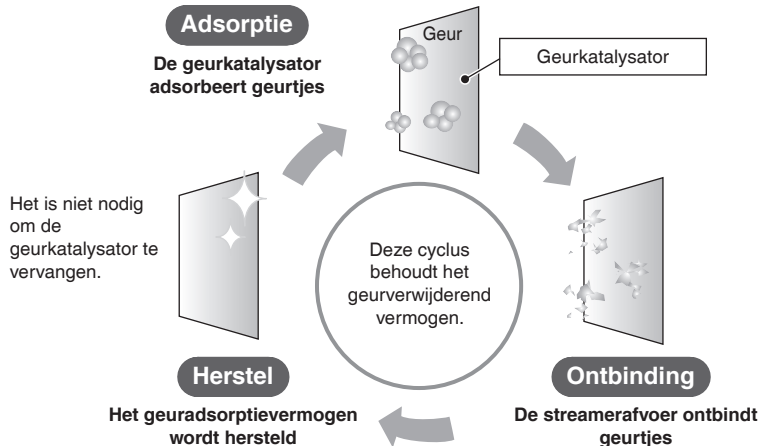 Adsorptie
De geurkatalysator
adsorbeert geurtjes
Geur
Geurkatalysator
Het is niet nodig
om de
geurkatalysator te
vervangen.
Deze cyclus
behoudt het
geurverwijderend
vermogen.
Herstel
Het geuradsorptievermogen
wordt hersteld
Ontbinding
De streamerafvoer ontbindt
geurtjes